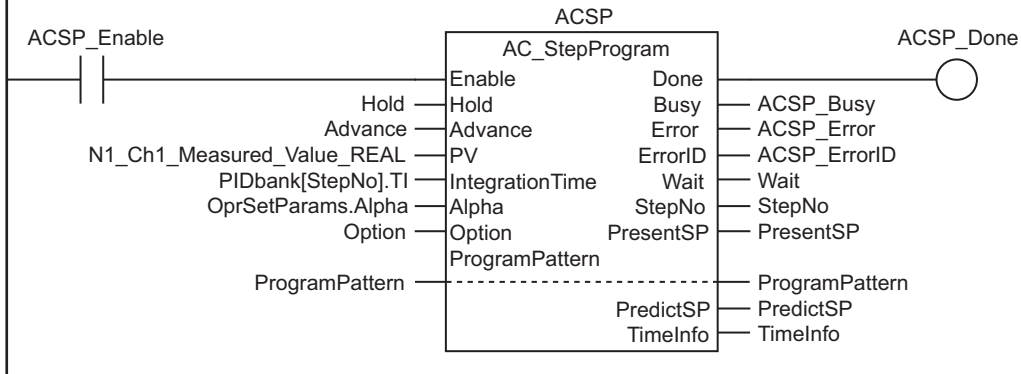 ACSP
ACSP_Enable AC_StepProgram ACSP_Done
Enable Done
Hold Hold Busy ACSP_Busy
Advance Advance Error ACSP_Error
N1_Ch1_Measured_Value_REAL PV ErrorID ACSP_ErrorID
PIDbank[StepNo].TI IntegrationTime Wait Wait
OprSetParams.Alpha Alpha StepNo StepNo
Option Option PresentSP PresentSP
ProgramPattern
ProgramPattern ProgramPattern
PredictSP PredictSP
TimeInfo TimeInfo